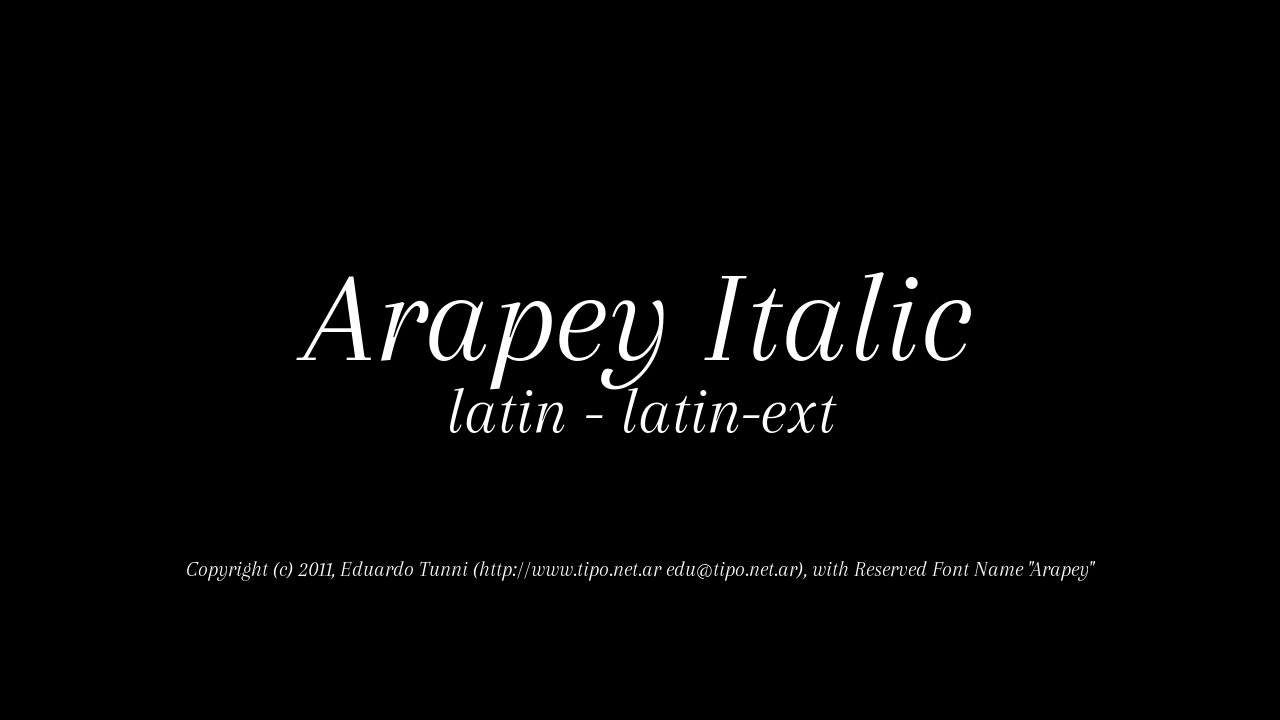 Arapey Italic
latin - latin-ext
Copyright (c) 2011, Eduardo Tunni (http://www.tipo.net.ar edu@tipo.net.ar), with Reserved Font Name "Arapey"